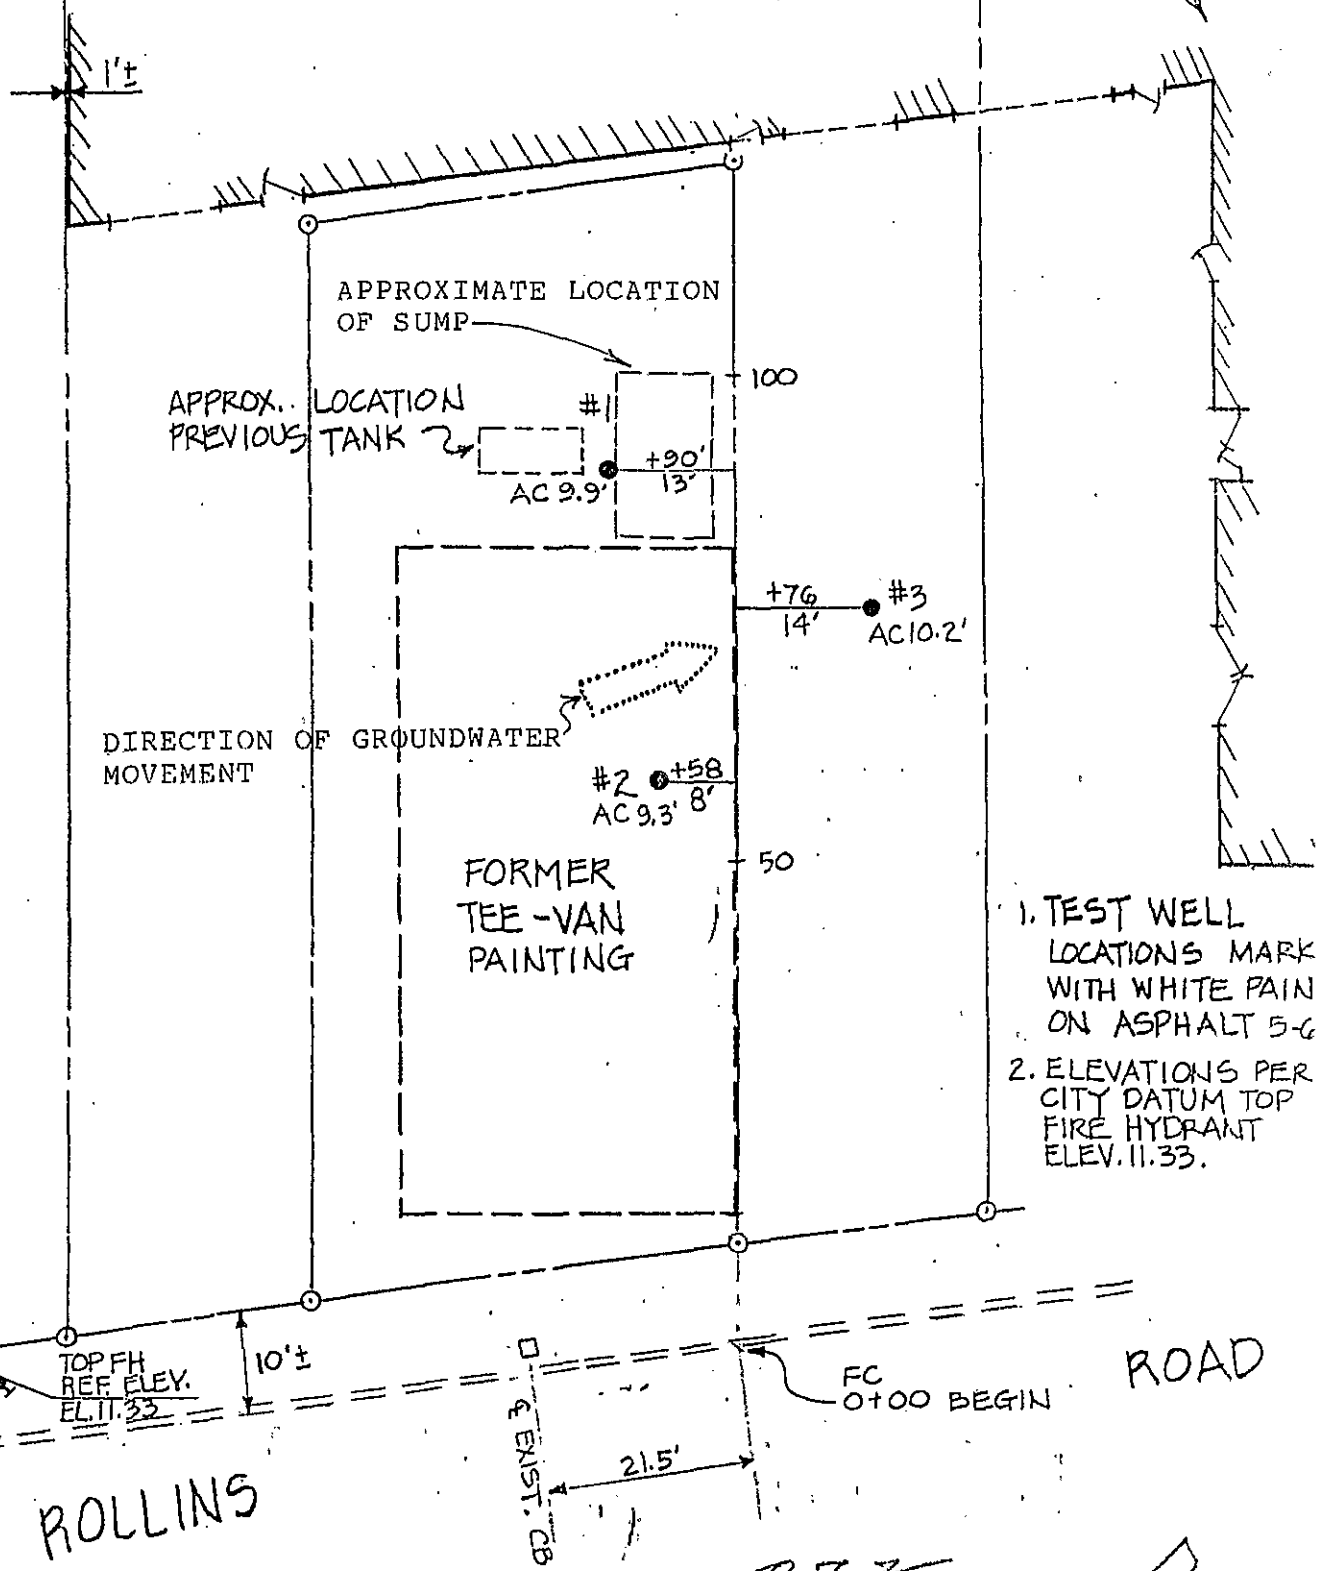 1'±
APPROXIMATE LOCATION
OF SUMP
100
APPROX. LOCATION
PREVIOUS TANK
#1
+90'
13'
AC 9.9'
+76
14'
#3
AC 10.2'
DIRECTION OF GROUNDWATER
MOVEMENT
#2
+58
8'
AC 9.3'
50
FORMER
TEE-VAN
PAINTING
1. TEST WELL
LOCATIONS MARK
WITH WHITE PAIN
ON ASPHALT 5-6
2. ELEVATIONS PER
CITY DATUM TOP
FIRE HYDRANT
ELEV. 11.33.
TOP FH
REF. ELEV.
EL. 11.33
10'±
FC
0+00 BEGIN
ROAD
℄ EXIST. CB
21.5'
ROLLINS